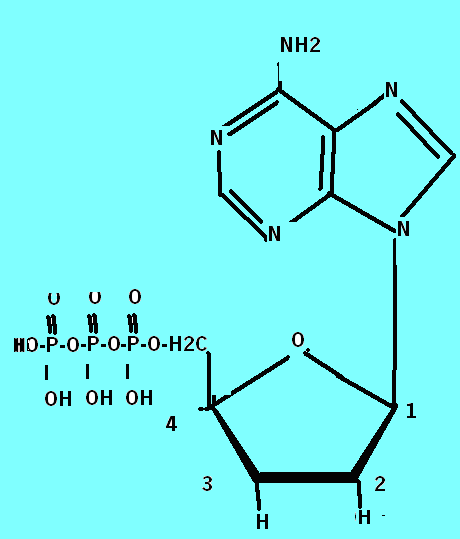 NH2
N
N
N
N
O O O
HO-P-O-P-O-P-O-H2C
OH OH OH
O
4
1
3
2
H
H